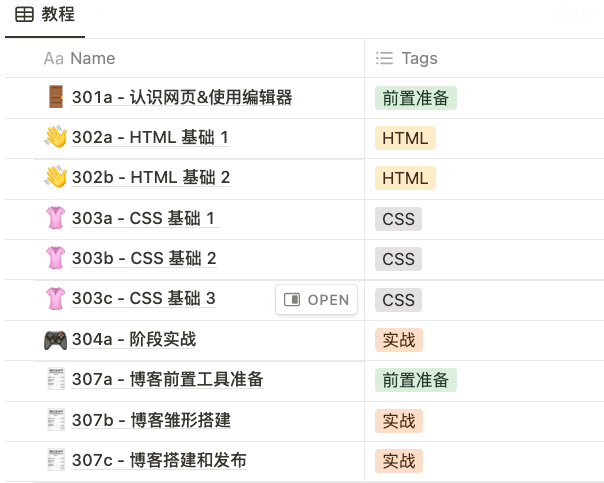 教程
Aa Name Tags
301a - 认识网页&使用编辑器 前置准备
302a - HTML 基础 1 HTML
302b - HTML 基础 2 HTML
303a - CSS 基础 1 CSS
303b - CSS 基础 2 CSS
303c - CSS 基础 3 OPEN CSS
304a - 阶段实战 实战
307a - 博客前置工具准备 前置准备
307b - 博客雏形搭建 实战
307c - 博客搭建和发布 实战